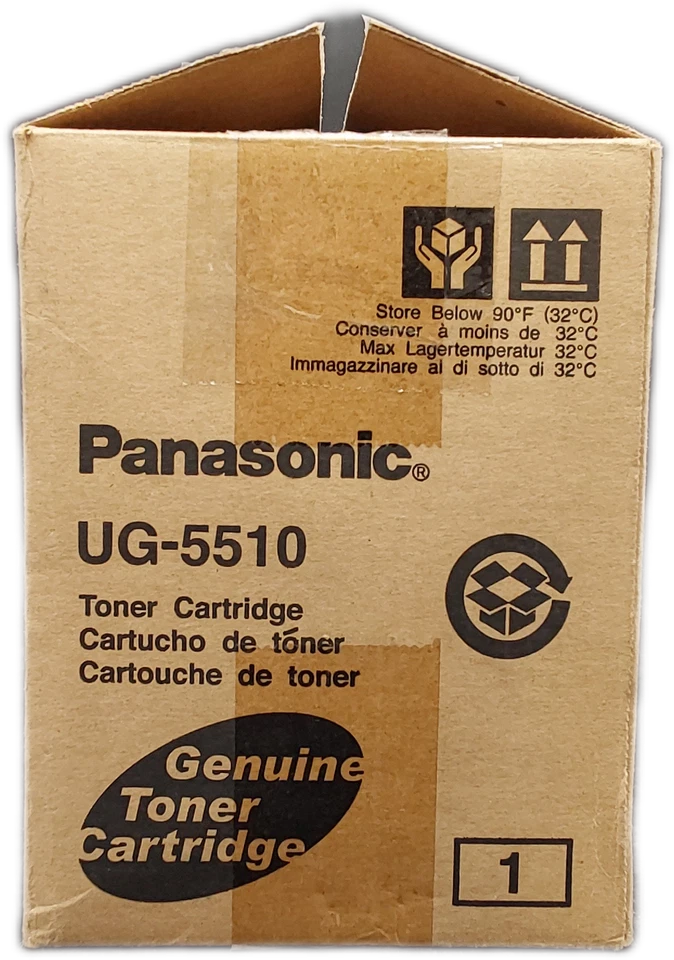 Store Below 90°F (32°C)
Conserver à moins de 32°C
Max Lagertemperatur 32°C
Immagazzinare al di sotto di 32°C
Panasonic®
UG-5510
Toner Cartridge
Cartucho de tóner
Cartouche de toner
Genuine
Toner
Cartridge
1